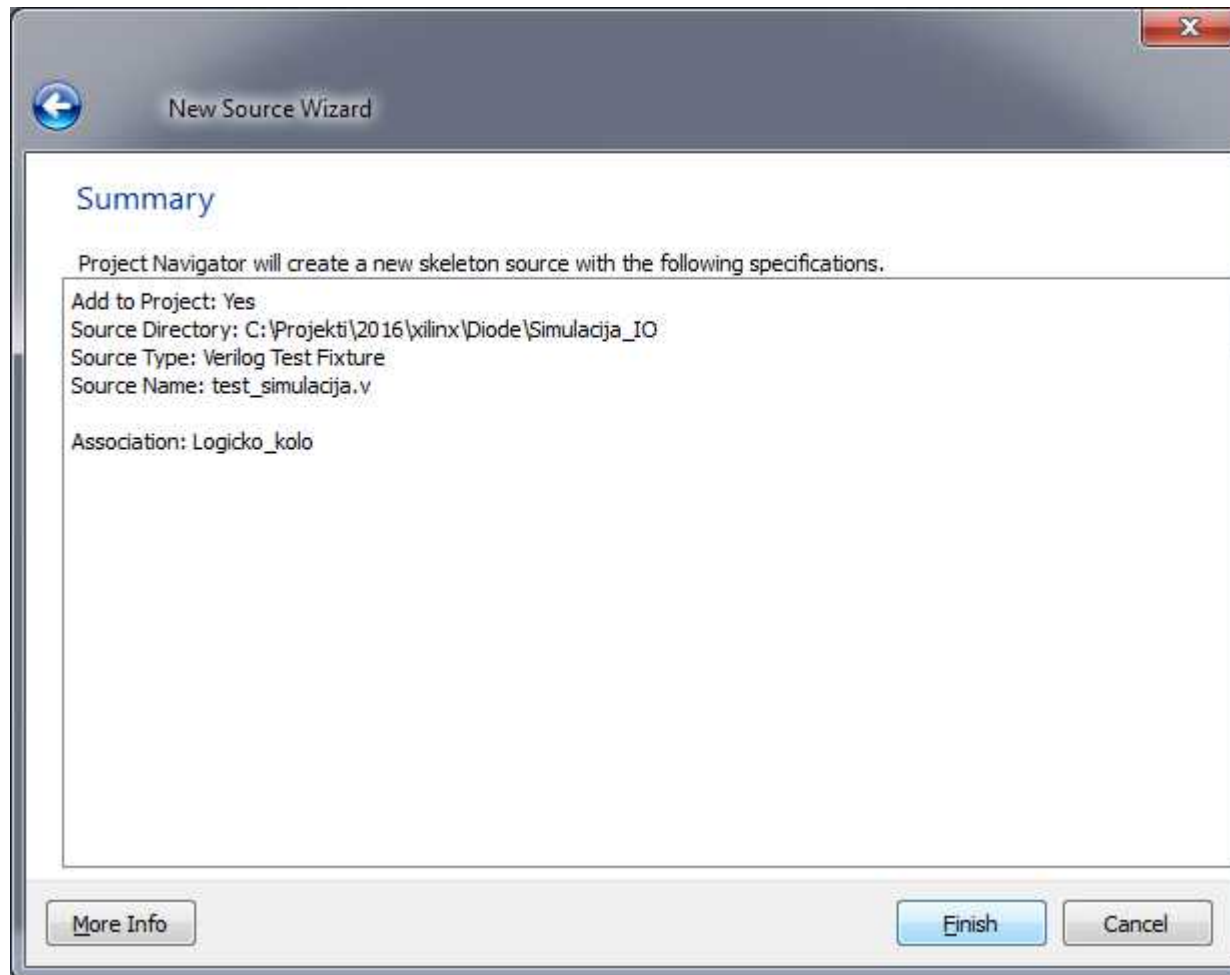 New Source Wizard
Summary
Project Navigator will create a new skeleton source with the following specifications.
Add to Project: Yes
Source Directory: C:\Projekti\2016\xilinx\Diode\Simulacija_IO
Source Type: Verilog Test Fixture
Source Name: test_simulacija.v
Association: Logicko_kolo
More Info
Finish
Cancel